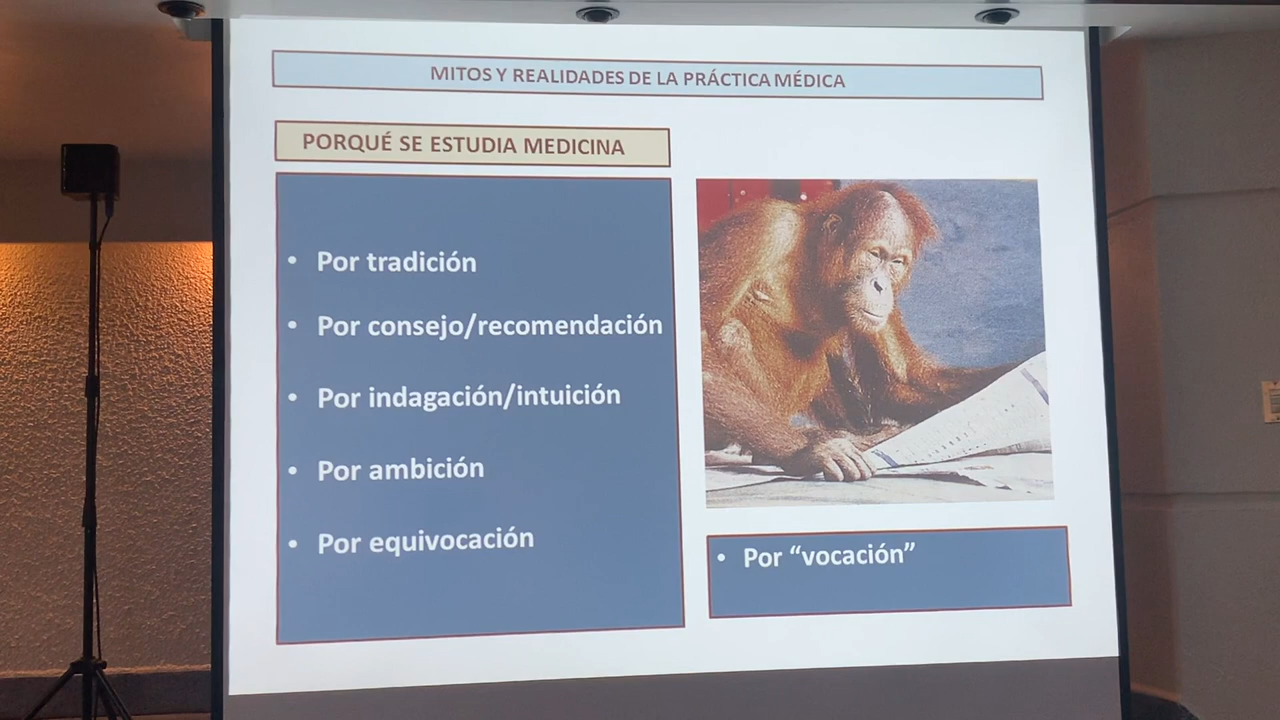 MITOS Y REALIDADES DE LA PRÁCTICA MÉDICA
PORQUÉ SE ESTUDIA MEDICINA
• Por tradición
• Por consejo/recomendación
• Por indagación/intuición
• Por ambición
• Por equivocación
• Por “vocación”